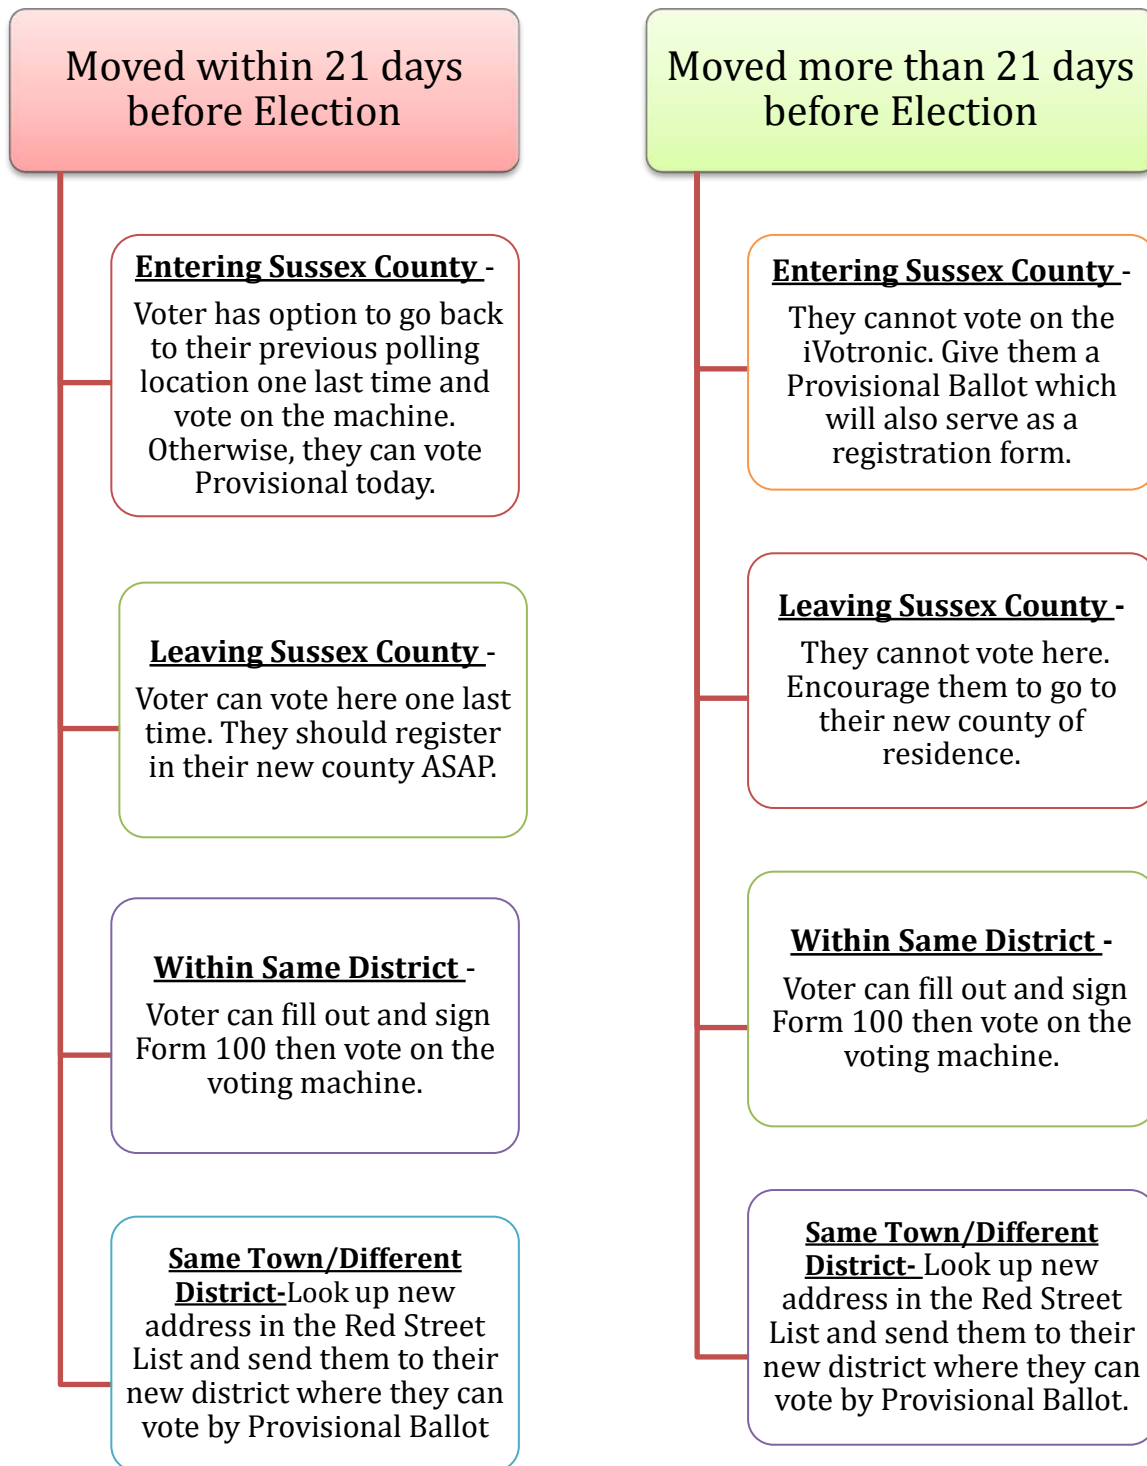 Moved within 21 days
before Election
Entering Sussex County -
Voter has option to go back
to their previous polling
location one last time and
vote on the machine.
Otherwise, they can vote
Provisional today.
Leaving Sussex County -
Voter can vote here one last
time. They should register
in their new county ASAP.
Within Same District -
Voter can fill out and sign
Form 100 then vote on the
voting machine.
Same Town/Different
District-Look up new
address in the Red Street
List and send them to their
new district where they can
vote by Provisional Ballot
Moved more than 21 days
before Election
Entering Sussex County -
They cannot vote on the
iVotronic. Give them a
Provisional Ballot which
will also serve as a
registration form.
Leaving Sussex County -
They cannot vote here.
Encourage them to go to
their new county of
residence.
Within Same District -
Voter can fill out and sign
Form 100 then vote on the
voting machine.
Same Town/Different
District- Look up new
address in the Red Street
List and send them to their
new district where they can
vote by Provisional Ballot.